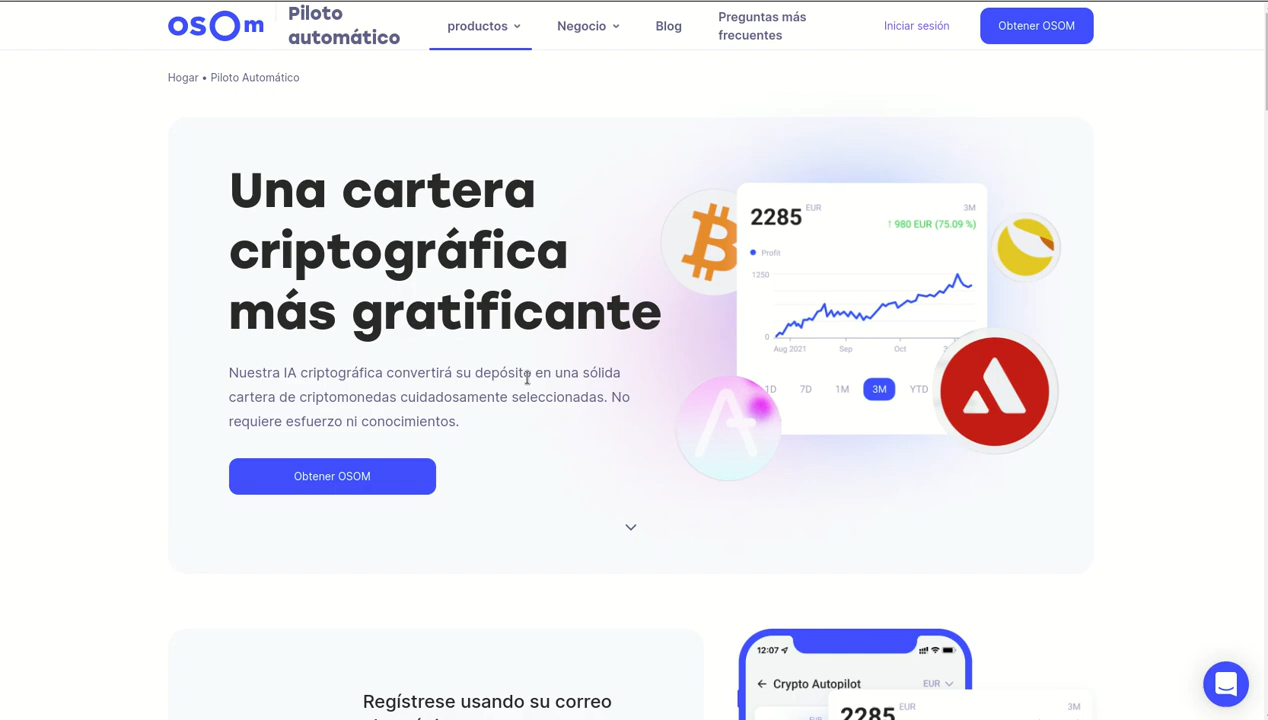 osom
Piloto
automático
productos
Negocio
Blog
Preguntas más
frecuentes
Iniciar sesión
Obtener OSOM
Hogar • Piloto Automático
Una cartera
criptográfica
más gratificante
Nuestra IA criptográfica convertirá su depósito en una sólida
cartera de criptomonedas cuidadosamente seleccionadas. No
requiere esfuerzo ni conocimientos.
Obtener OSOM
2285 EUR
3M
↑ 980 EUR (75.09 %)
Profit
1250
0
Aug 2021 Sep Oct
1D 7D 1M 3M YTD
Regístrese usando su correo
12:07
← Crypto Autopilot EUR
EUR
2285 EUR 3M